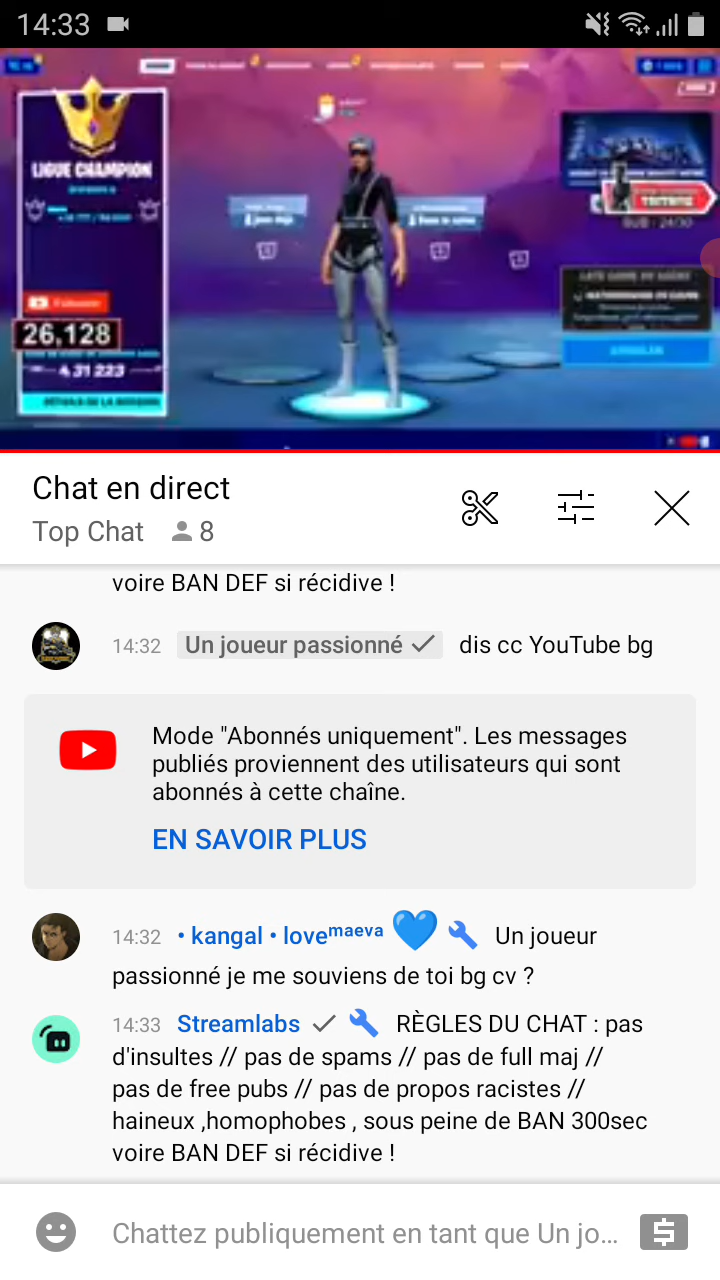 14:33
LIGUE CHAMPION
26,128
431 223
Chat en direct
Top Chat 8
voire BAN DEF si récidive !
14:32 Un joueur passionné dis cc YouTube bg
Mode "Abonnés uniquement". Les messages
publiés proviennent des utilisateurs qui sont
abonnés à cette chaîne.
EN SAVOIR PLUS
14:32 • kangal • loveᵐᵃᵉᵛᵃ 💙 Un joueur
passionné je me souviens de toi bg cv ?
14:33 Streamlabs RÈGLES DU CHAT : pas
d'insultes // pas de spams // pas de full maj //
pas de free pubs // pas de propos racistes //
haineux ,homophobes , sous peine de BAN 300sec
voire BAN DEF si récidive !
Chattez publiquement en tant que Un jo...